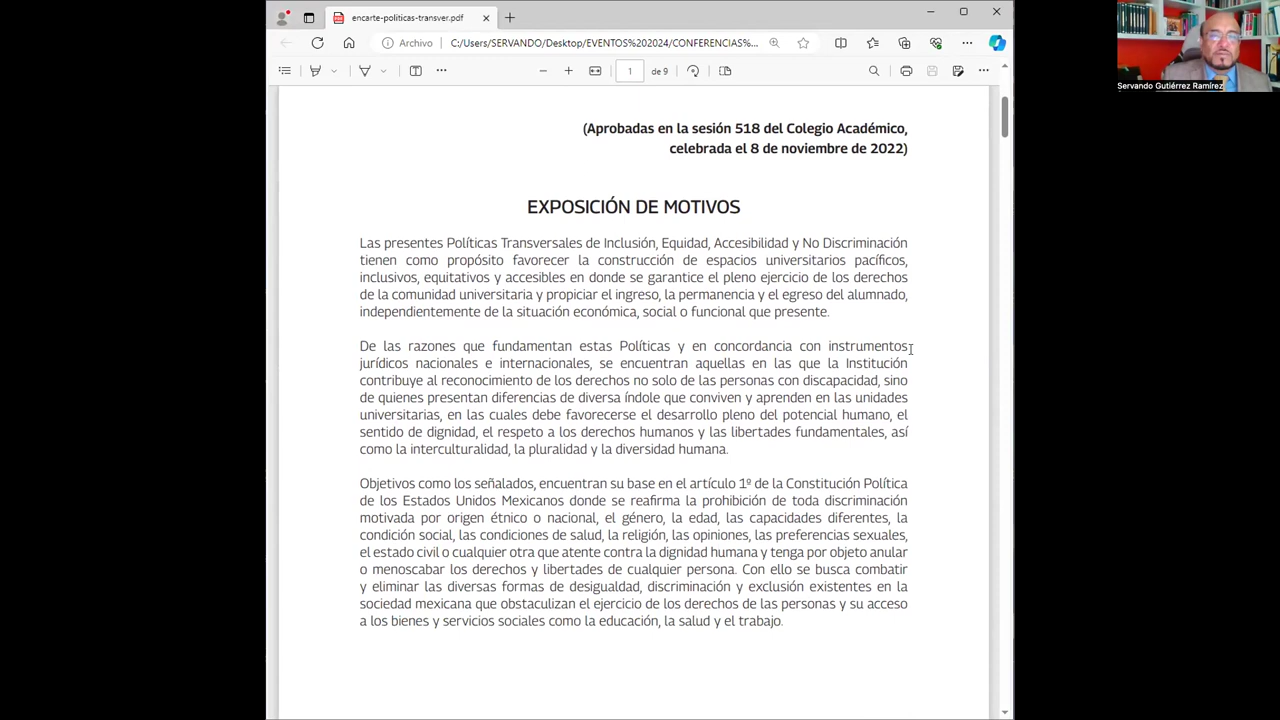 encarte-politicas-transver.pdf
Archivo
C:/Users/SERVANDO/Desktop/EVENTOS%202024/CONFERENCIAS%...
1 de 9
Servando Gutiérrez Ramírez
(Aprobadas en la sesión 518 del Colegio Académico,
celebrada el 8 de noviembre de 2022)
EXPOSICIÓN DE MOTIVOS
Las presentes Políticas Transversales de Inclusión, Equidad, Accesibilidad y No Discriminación
tienen como propósito favorecer la construcción de espacios universitarios pacíficos,
inclusivos, equitativos y accesibles en donde se garantice el pleno ejercicio de los derechos
de la comunidad universitaria y propiciar el ingreso, la permanencia y el egreso del alumnado,
independientemente de la situación económica, social o funcional que presente.
De las razones que fundamentan estas Políticas y en concordancia con instrumentos
jurídicos nacionales e internacionales, se encuentran aquellas en las que la Institución
contribuye al reconocimiento de los derechos no solo de las personas con discapacidad, sino
de quienes presentan diferencias de diversa índole que conviven y aprenden en las unidades
universitarias, en las cuales debe favorecerse el desarrollo pleno del potencial humano, el
sentido de dignidad, el respeto a los derechos humanos y las libertades fundamentales, así
como la interculturalidad, la pluralidad y la diversidad humana.
Objetivos como los señalados, encuentran su base en el artículo 1º de la Constitución Política
de los Estados Unidos Mexicanos donde se reafirma la prohibición de toda discriminación
motivada por origen étnico o nacional, el género, la edad, las capacidades diferentes, la
condición social, las condiciones de salud, la religión, las opiniones, las preferencias sexuales,
el estado civil o cualquier otra que atente contra la dignidad humana y tenga por objeto anular
o menoscabar los derechos y libertades de cualquier persona. Con ello se busca combatir
y eliminar las diversas formas de desigualdad, discriminación y exclusión existentes en la
sociedad mexicana que obstaculizan el ejercicio de los derechos de las personas y su acceso
a los bienes y servicios sociales como la educación, la salud y el trabajo.